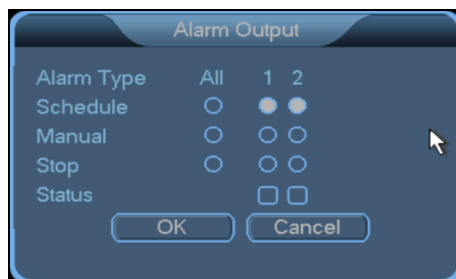 Alarm Output
Alarm Type All 1 2
Schedule
Manual
Stop
Status
OK Cancel